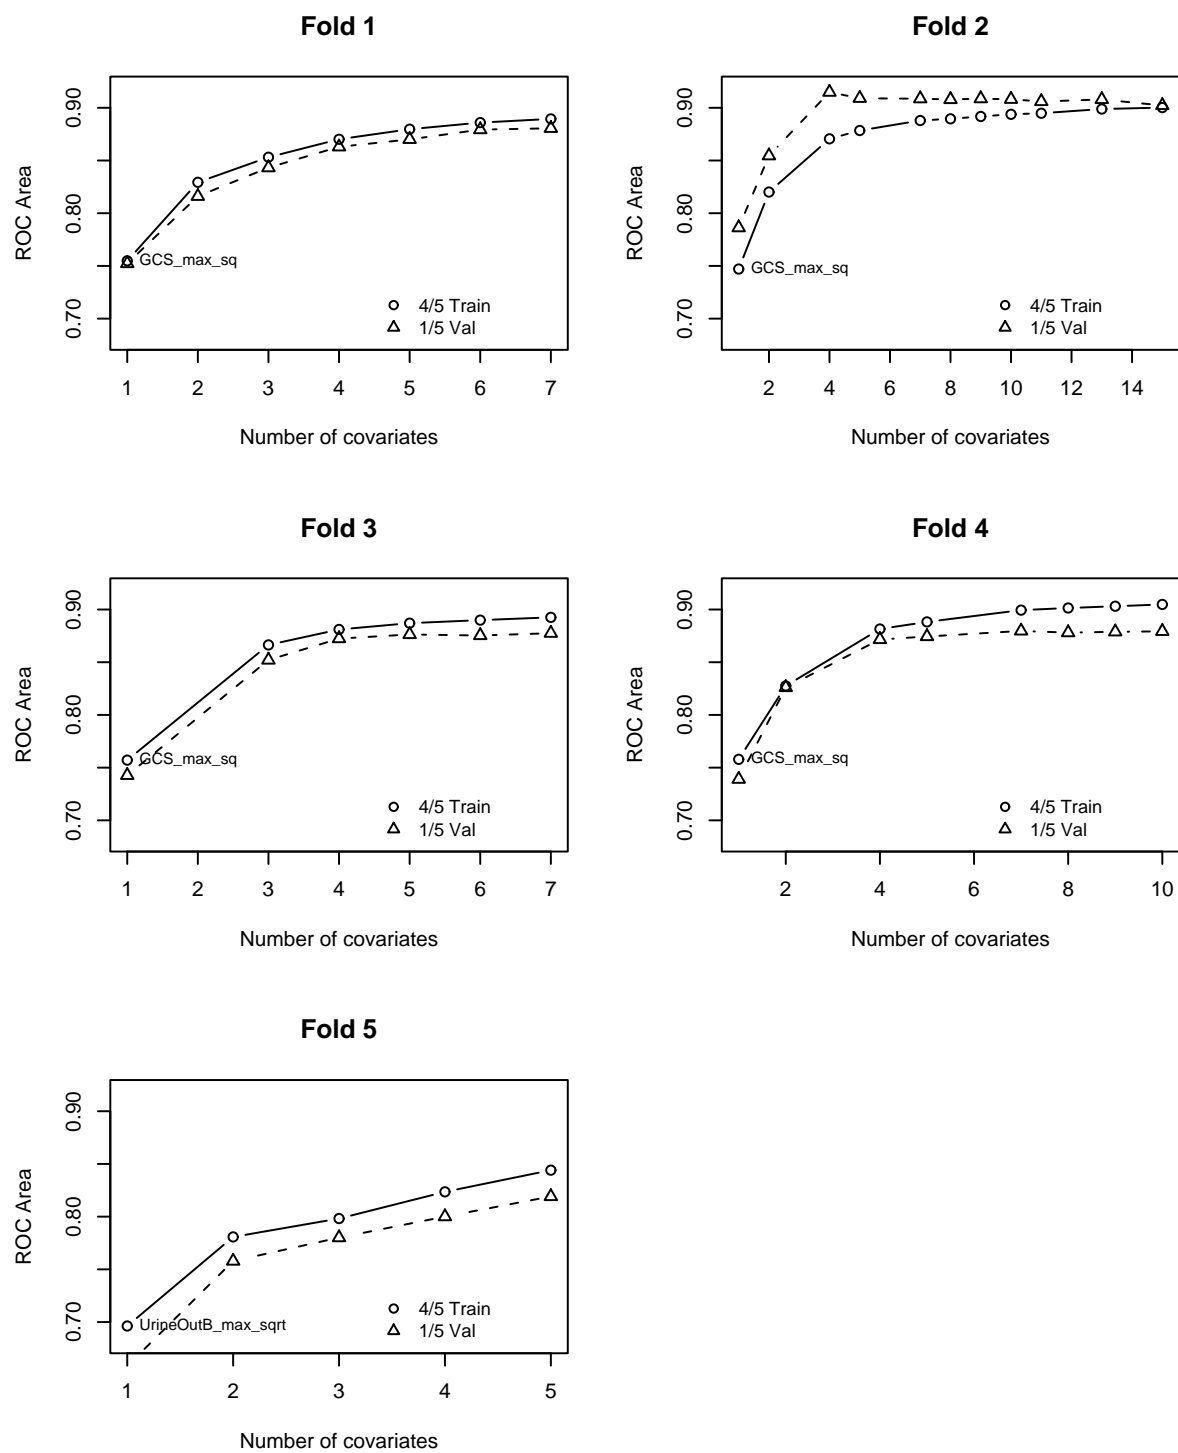 Fold 1
ROC Area
0.70 0.80 0.90
GCS_max_sq
4/5 Train
1/5 Val
1 2 3 4 5 6 7
Number of covariates
Fold 2
ROC Area
0.70 0.80 0.90
GCS_max_sq
4/5 Train
1/5 Val
2 4 6 8 10 12 14
Number of covariates
Fold 3
ROC Area
0.70 0.80 0.90
GCS_max_sq
4/5 Train
1/5 Val
1 2 3 4 5 6 7
Number of covariates
Fold 4
ROC Area
0.70 0.80 0.90
GCS_max_sq
4/5 Train
1/5 Val
2 4 6 8 10
Number of covariates
Fold 5
ROC Area
0.70 0.80 0.90
UrineOutB_max_sqrt
4/5 Train
1/5 Val
1 2 3 4 5
Number of covariates